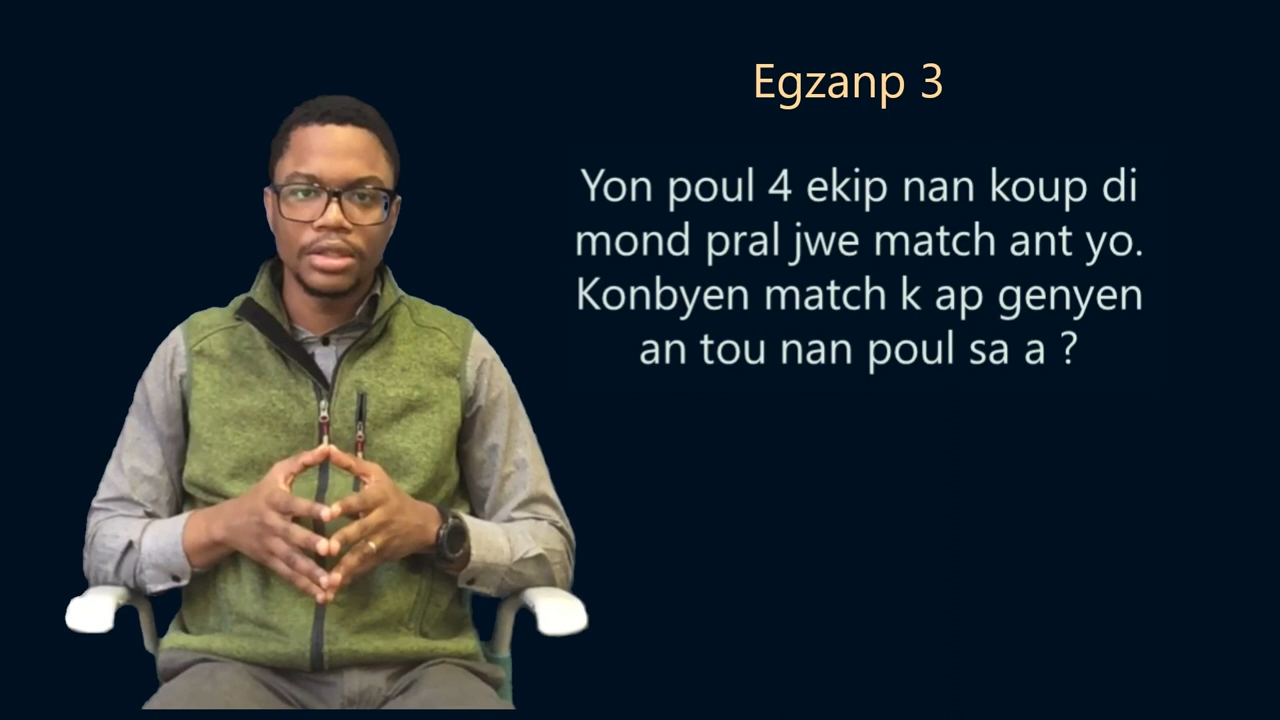 Egzanp 3
Yon poul 4 ekip nan koup di
mond pral jwe match ant yo.
Konbyen match k ap genyen
an tou nan poul sa a ?